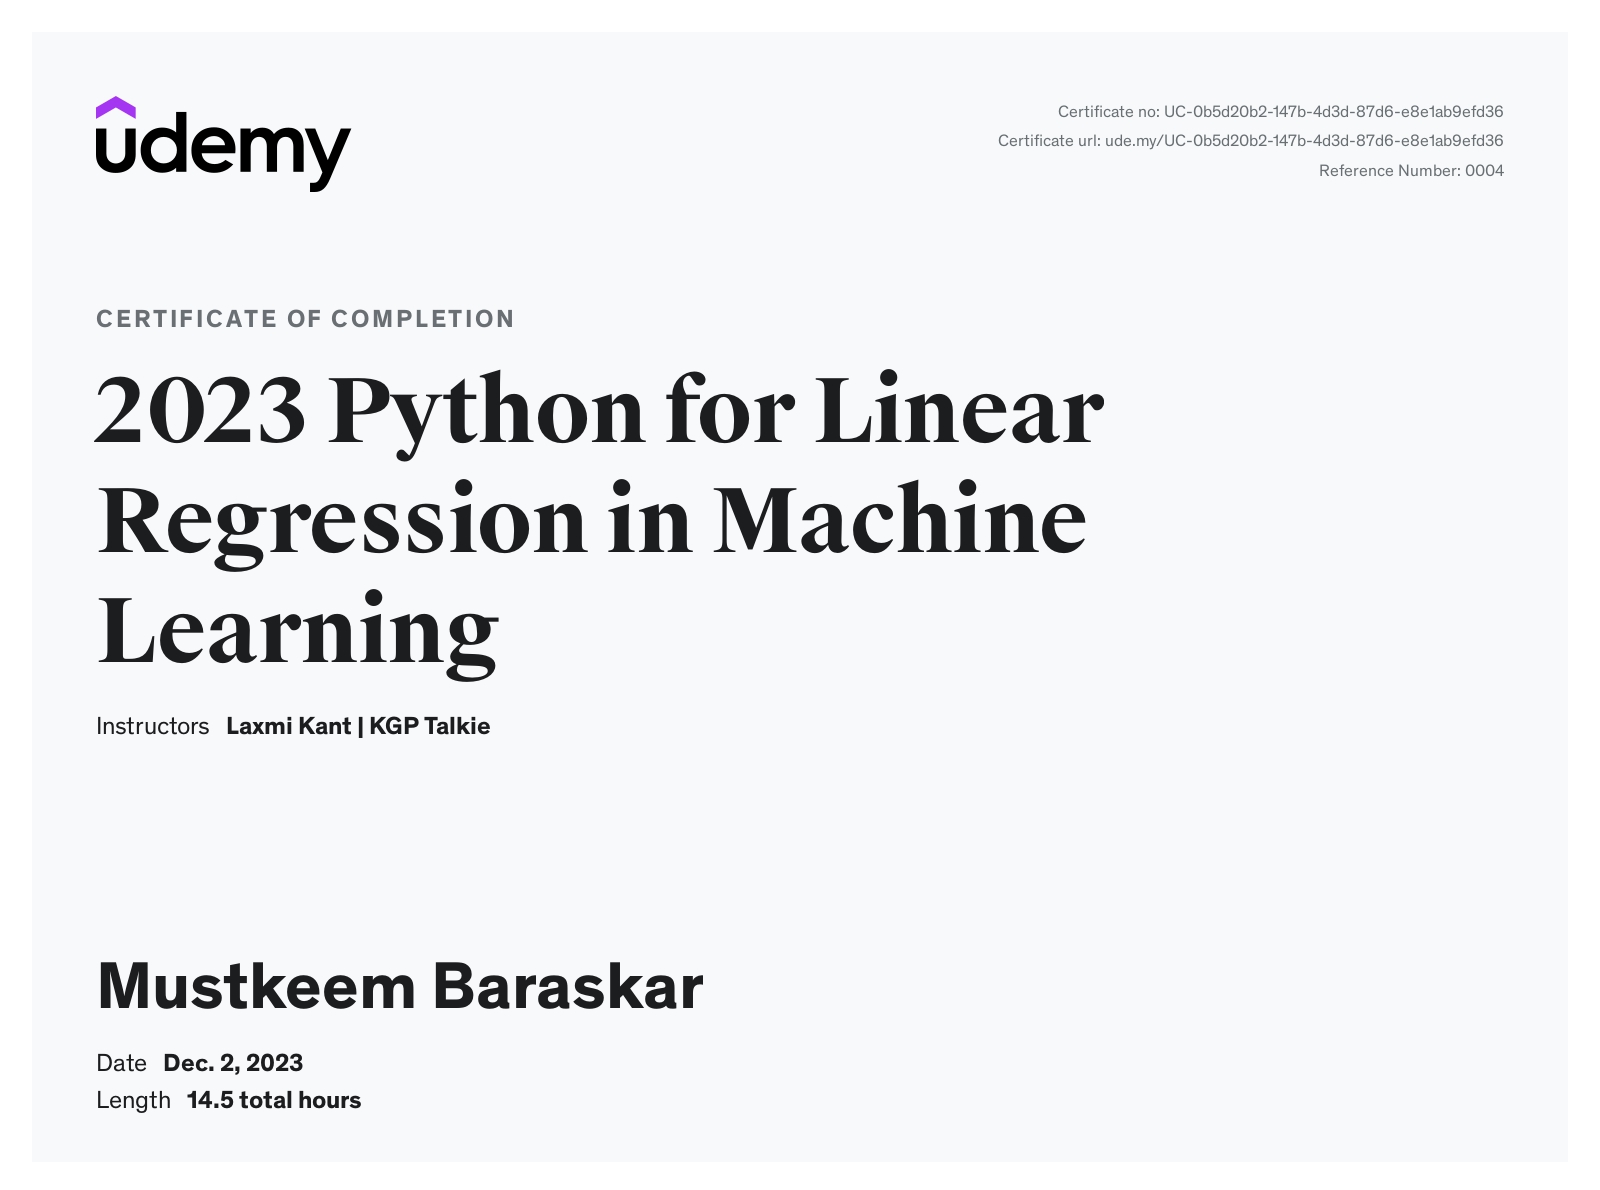 udemy
Certificate no: UC-0b5d20b2-147b-4d3d-87d6-e8e1ab9efd36
Certificate url: ude.my/UC-0b5d20b2-147b-4d3d-87d6-e8e1ab9efd36
Reference Number: 0004
CERTIFICATE OF COMPLETION
2023 Python for Linear
Regression in Machine
Learning
Instructors Laxmi Kant | KGP Talkie
Mustkeem Baraskar
Date Dec. 2, 2023
Length 14.5 total hours